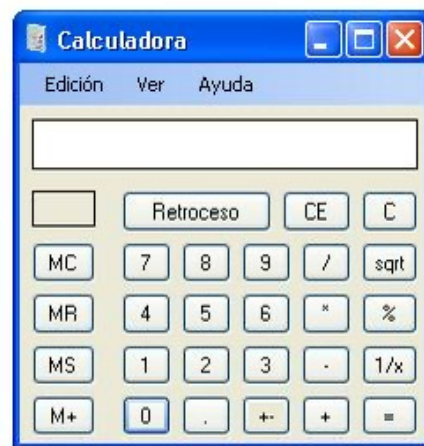 Calculadora
Edición Ver Ayuda
Retroceso CE C
MC 7 8 9 / sqrt
MR 4 5 6 * %
MS 1 2 3 - 1/x
M+ 0 . +- + =